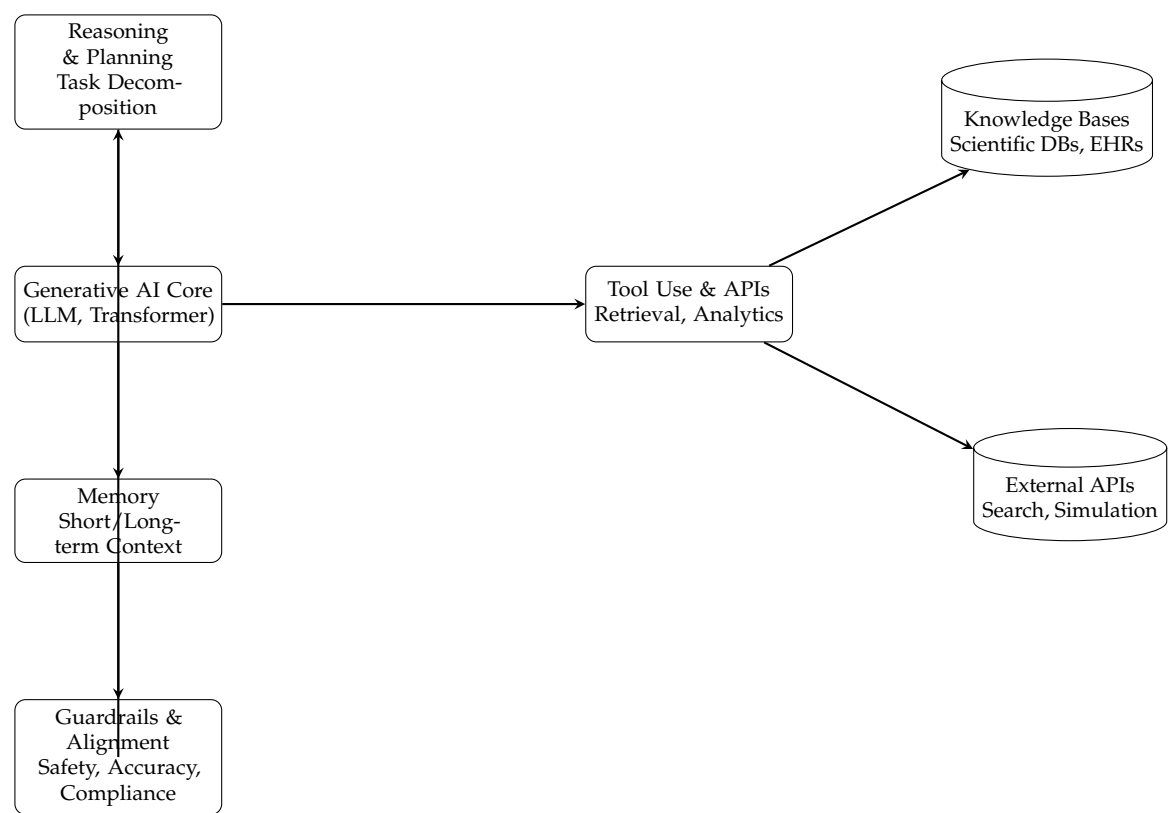 Reasoning
& Planning
Task Decom-
position
Knowledge Bases
Scientific DBs, EHRs
Generative AI Core
(LLM, Transformer)
Tool Use & APIs
Retrieval, Analytics
Memory
Short/Long-
term Context
External APIs
Search, Simulation
Guardrails &
Alignment
Safety, Accuracy,
Compliance